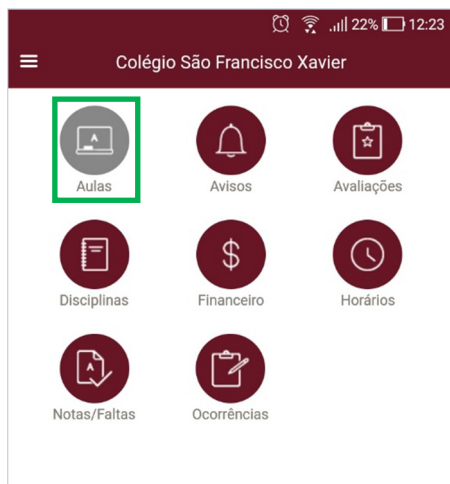 22% 12:23
Colégio São Francisco Xavier
Aulas Avisos Avaliações
Disciplinas Financeiro Horários
Notas/Faltas Ocorrências